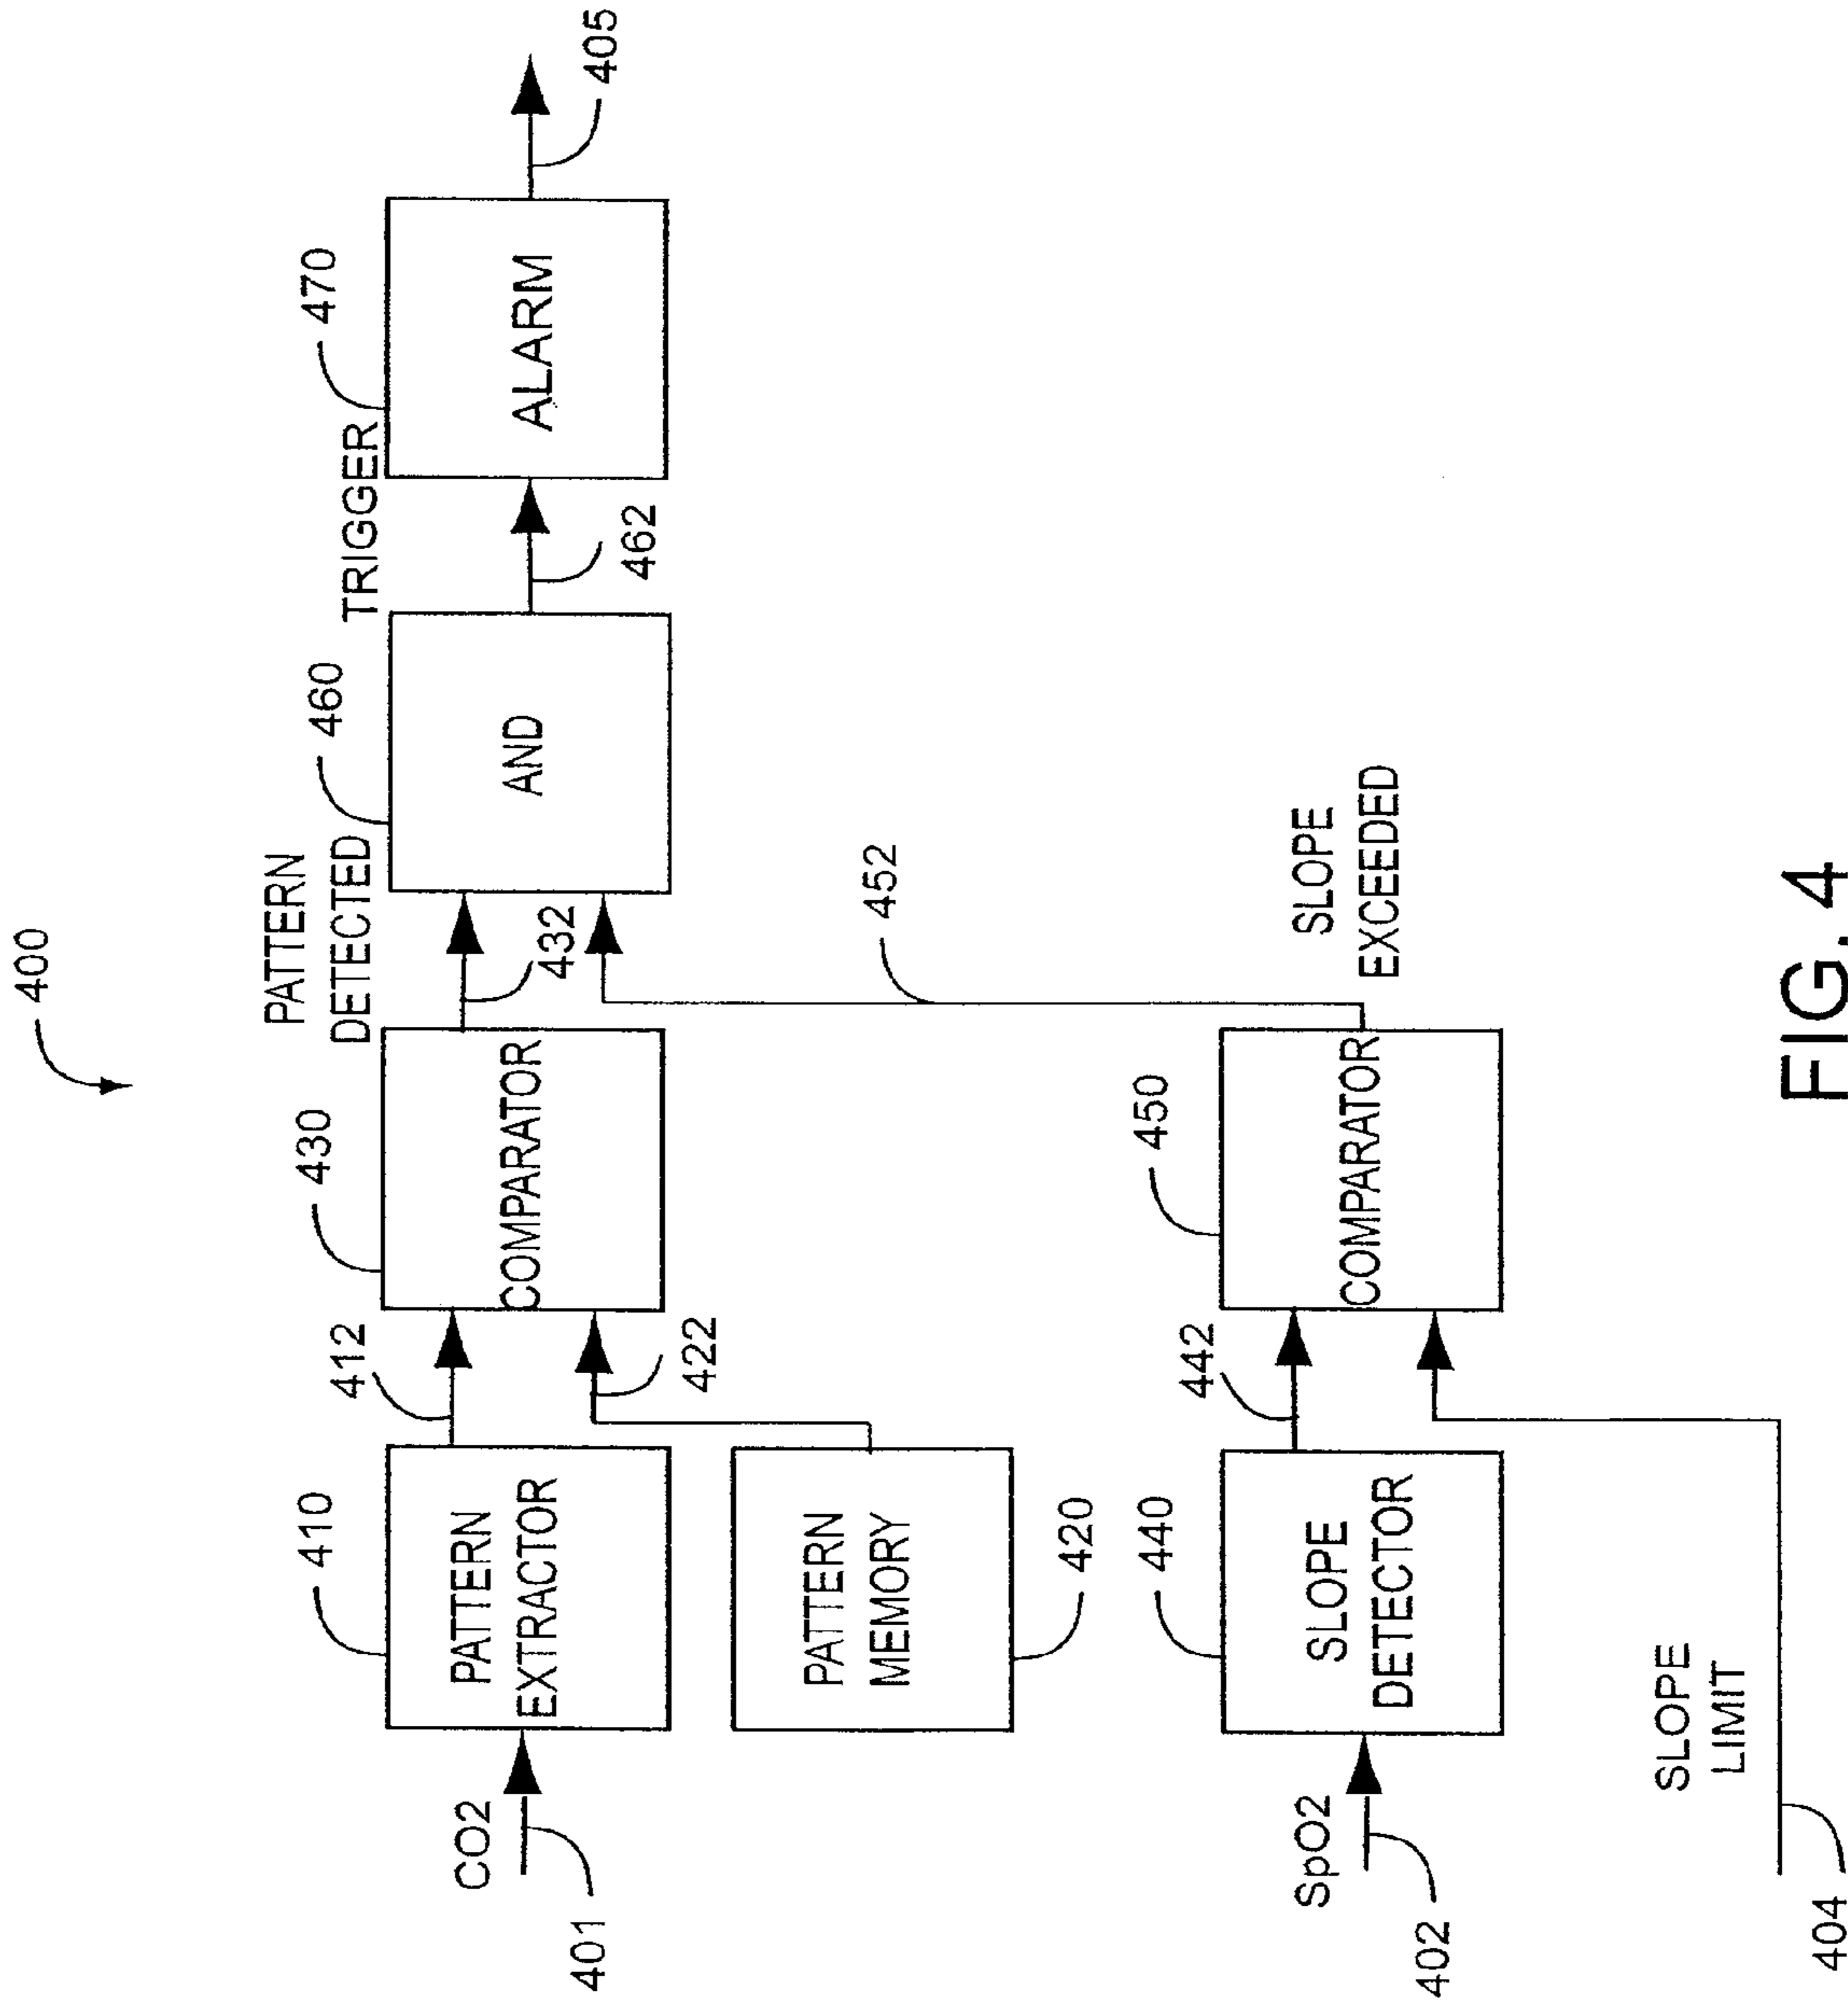 400
PATTERN
DETECTED
TRIGGER
410
412
430
432
460
462
470
405
CO2
401
PATTERN
EXTRACTOR
COMPARATOR
AND
ALARM
422
PATTERN
MEMORY
420
452
440
442
450
SpO2
402
SLOPE
DETECTOR
COMPARATOR
SLOPE
EXCEEDED
SLOPE
LIMIT
404
FIG. 4